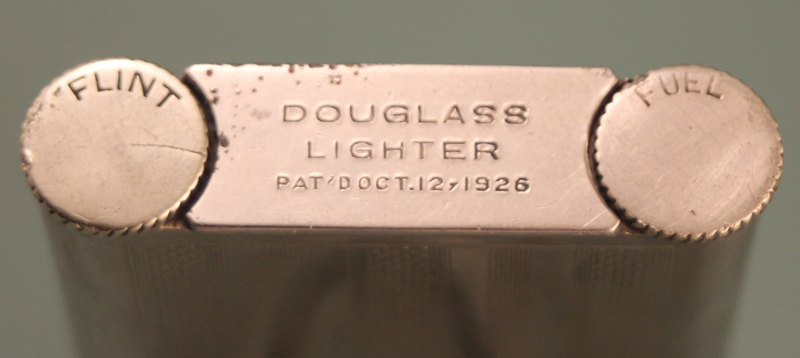 FLINT
DOUGLASS
LIGHTER
PAT'D OCT.12,1926
FUEL